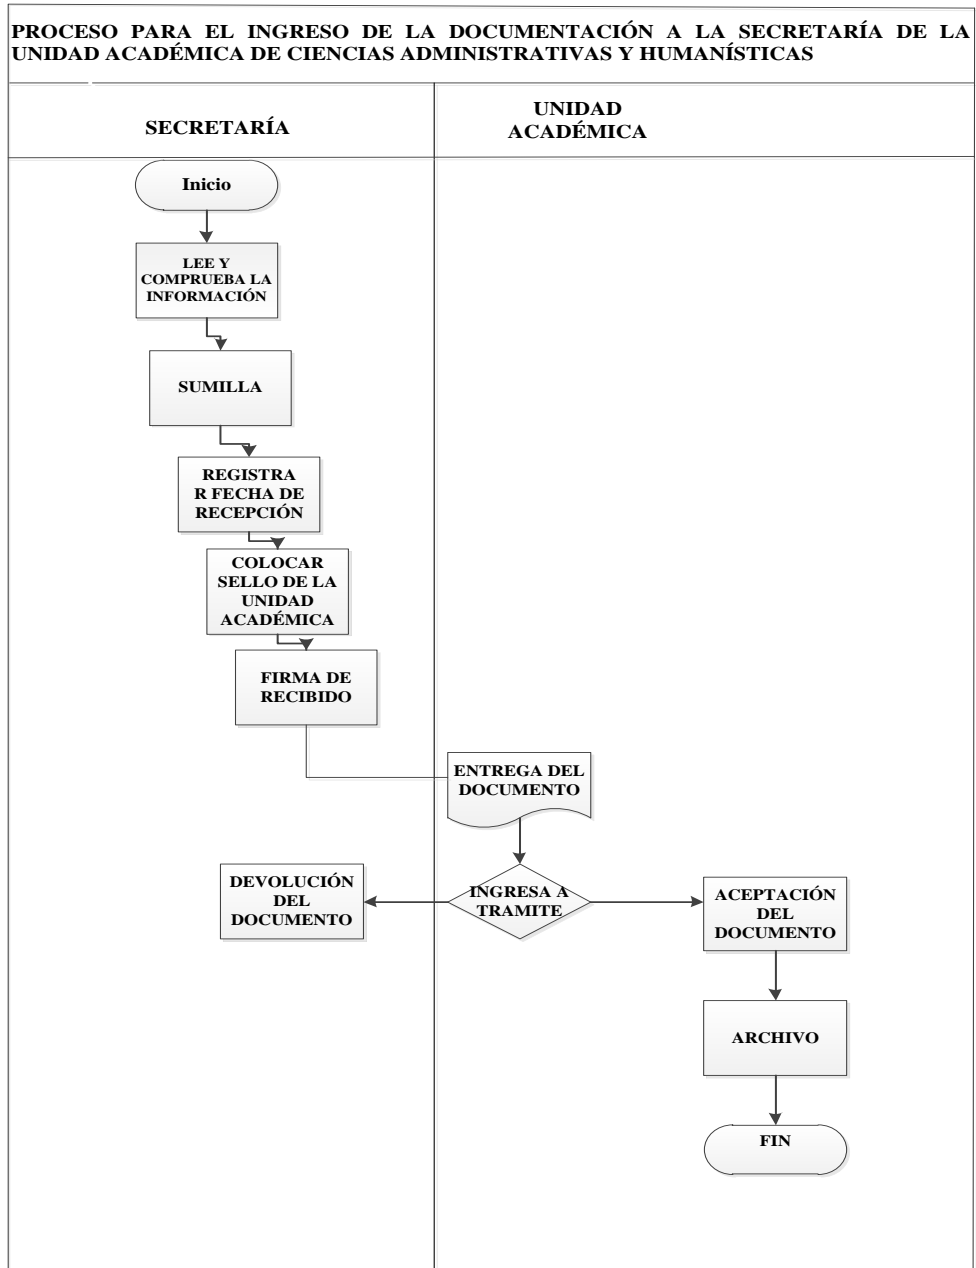 PROCESO PARA EL INGRESO DE LA DOCUMENTACIÓN A LA SECRETARÍA DE LA
UNIDAD ACADÉMICA DE CIENCIAS ADMINISTRATIVAS Y HUMANÍSTICAS
SECRETARÍA
UNIDAD
ACADÉMICA
Inicio
LEE Y
COMPRUEBA LA
INFORMACIÓN
SUMILLA
REGISTRA
R FECHA DE
RECEPCIÓN
COLOCAR
SELLO DE LA
UNIDAD
ACADÉMICA
FIRMA DE
RECIBIDO
ENTREGA DEL
DOCUMENTO
DEVOLUCIÓN
DEL
DOCUMENTO
INGRESA A
TRAMITE
ACEPTACIÓN
DEL
DOCUMENTO
ARCHIVO
FIN